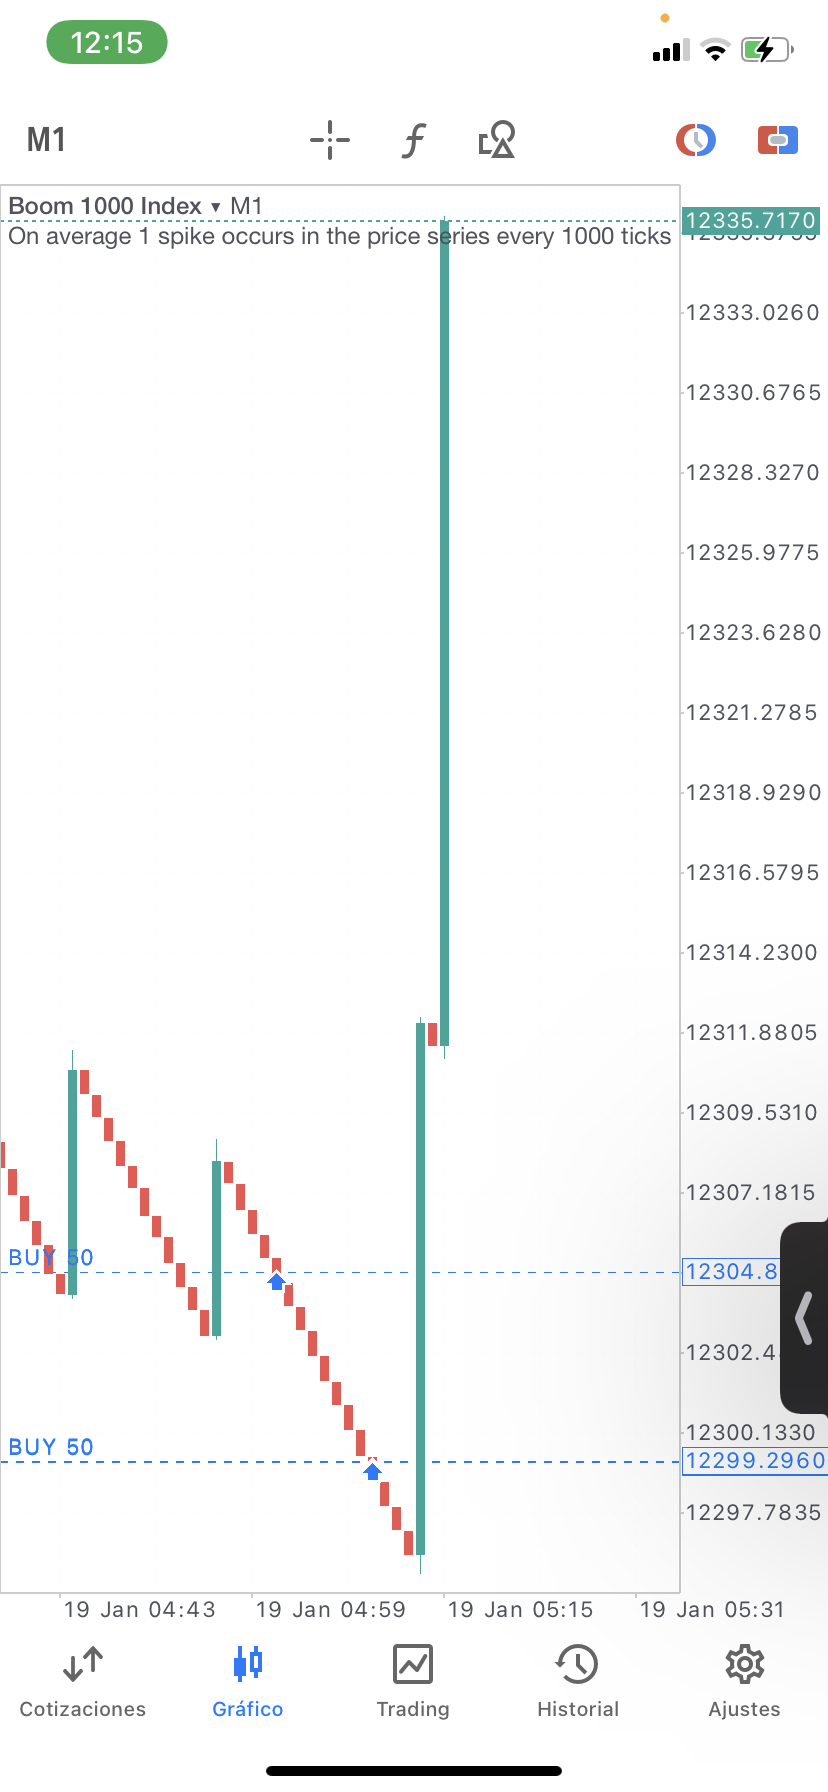 12:15
M1
Boom 1000 Index ▾ M1
12335.7170
On average 1 spike occurs in the price series every 1000 ticks
12333.0260
12330.6765
12328.3270
12325.9775
12323.6280
12321.2785
12318.9290
12316.5795
12314.2300
12311.8805
12309.5310
12307.1815
BUY 50
12304.8
12302.4
BUY 50
12300.1330
12299.2960
12297.7835
19 Jan 04:43
19 Jan 04:59
19 Jan 05:15
19 Jan 05:31
Cotizaciones
Gráfico
Trading
Historial
Ajustes